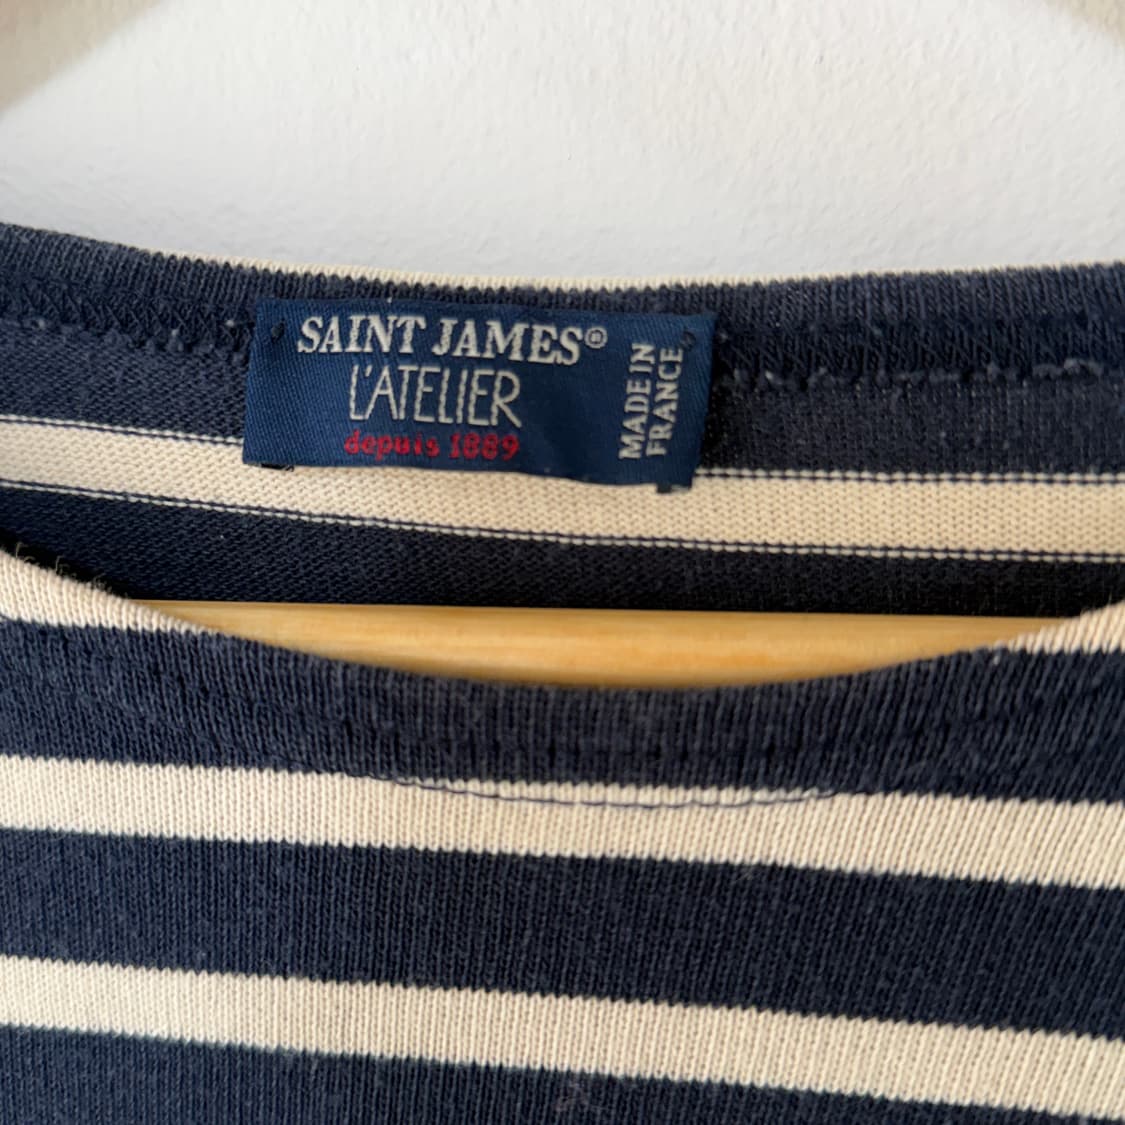 SAINT JAMES®
L'ATELIER
depuis 1889
MADE IN
FRANCE